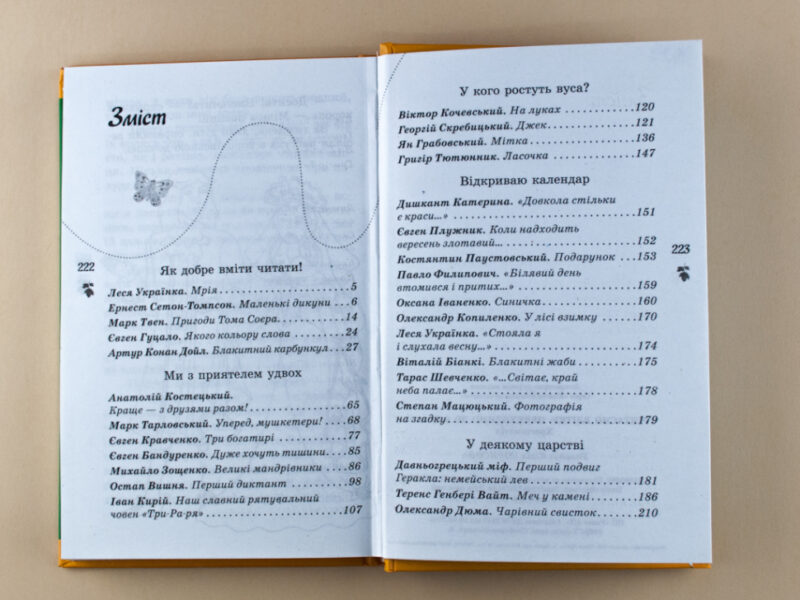 Зміст
222
Як добре вміти читати!
Леся Українка. Мрія ........................ 5
Ернест Сетон-Томпсон. Маленькі дикуни .... 6
Марк Твен. Пригоди Тома Соєра. ............ 14
Євген Гуцало. Якого кольору слова .......... 24
Артур Конан Дойл. Блакитний карбункул ... 27
Ми з приятелем удвох
Анатолій Костецький.
Краще — з друзями разом! .................. 65
Марк Тарловський. Уперед, мушкетери! ..... 68
Євген Кравченко. Три богатирі .............. 77
Євген Бандуренко. Дуже хочуть тишини ..... 85
Михайло Зощенко. Великі мандрівники ..... 86
Остап Вишня. Перший диктант .............. 98
Іван Кирій. Наш славний рятувальний
човен «Три-Ра-ря» ......................... 107
У кого ростуть вуса?
Віктор Кочевський. На луках ............... 120
Георгій Скребицький. Джек. ................ 121
Ян Грабовський. Мітка ..................... 136
Григір Тютюнник. Ласочка ................. 147
Відкриваю календар
Дишкант Катерина. «Довкола стільки
є краси...» ................................ 151
Євген Плужник. Коли надходить
вересень злотавий... ....................... 152
Костянтин Паустовський. Подарунок ...... 153
Павло Филипович. «Білявий день
втомився і притих...» ..................... 159
Оксана Іваненко. Синичка .................. 160
Олександр Копиленко. У лісі взимку ....... 170
Леся Українка. «Стояла я
і слухала весну...» ........................ 174
Віталій Біанкі. Блакитні жаби ............. 175
Тарас Шевченко. «...Світає, край
неба палає...» ............................ 178
Степан Мацюцький. Фотографія
на згадку .................................. 179
У деякому царстві
Давньогрецький міф. Перший подвиг
Геракла: немейський лев ................... 181
Теренс Генбері Вайт. Меч у камені ......... 186
Олександр Дюма. Чарівний свисток ........ 210
223